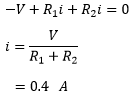 −V + R₁i + R₂i = 0
i = V / (R₁ + R₂)
= 0.4 A